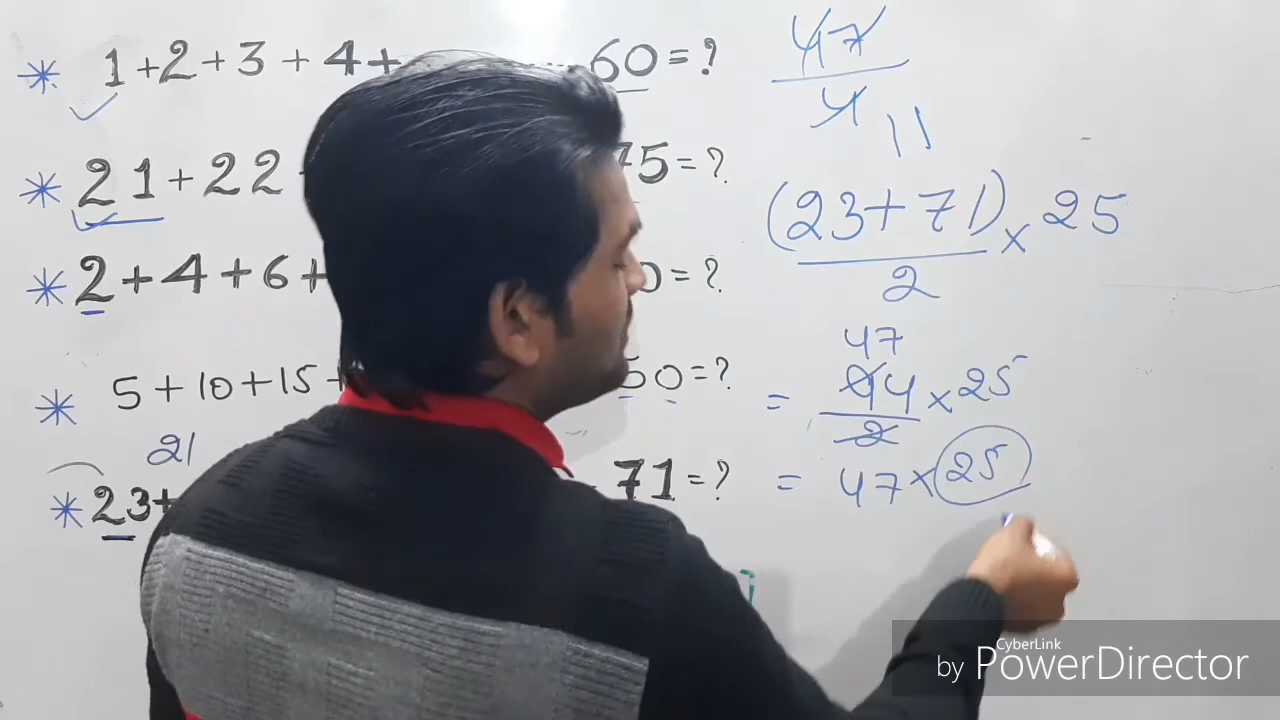 * 1+2+3+4+ ... 60=?
* 21+22 75=?
* 2+4+6+ 0=?
* 5+10+15+ 50=?
21
* 23+ 71=?
47
4 11
(23+71) × 25
2
47
= 94 × 25
2
= 47 × 25
CyberLink
by PowerDirector